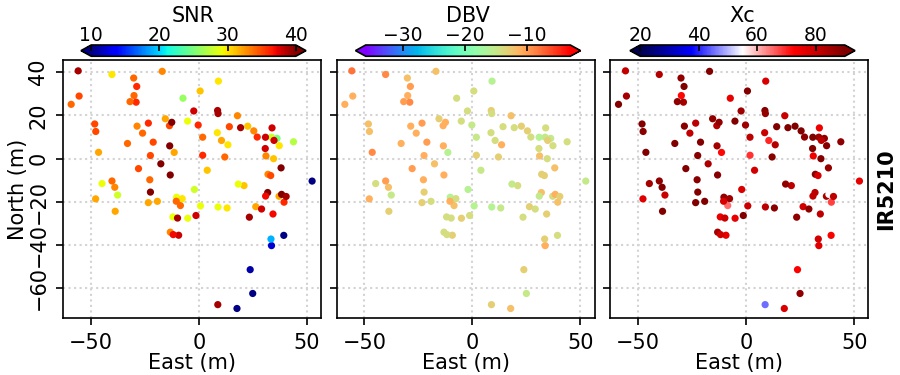 SNR DBV Xc
10 20 30 40 −30 −20 −10 20 40 60 80
40
20
0
−20
−40
−60
North (m)
IR5210
−50 0 50 −50 0 50 −50 0 50
East (m) East (m) East (m)